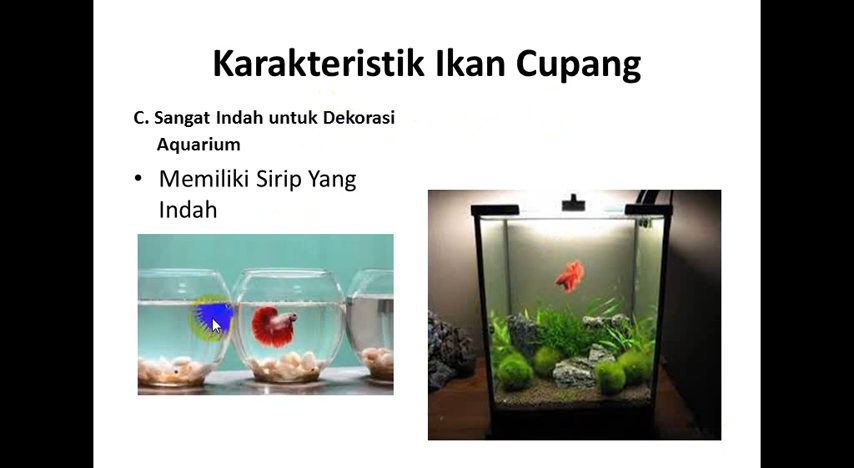 Karakteristik Ikan Cupang
C. Sangat Indah untuk Dekorasi
Aquarium
• Memiliki Sirip Yang
Indah